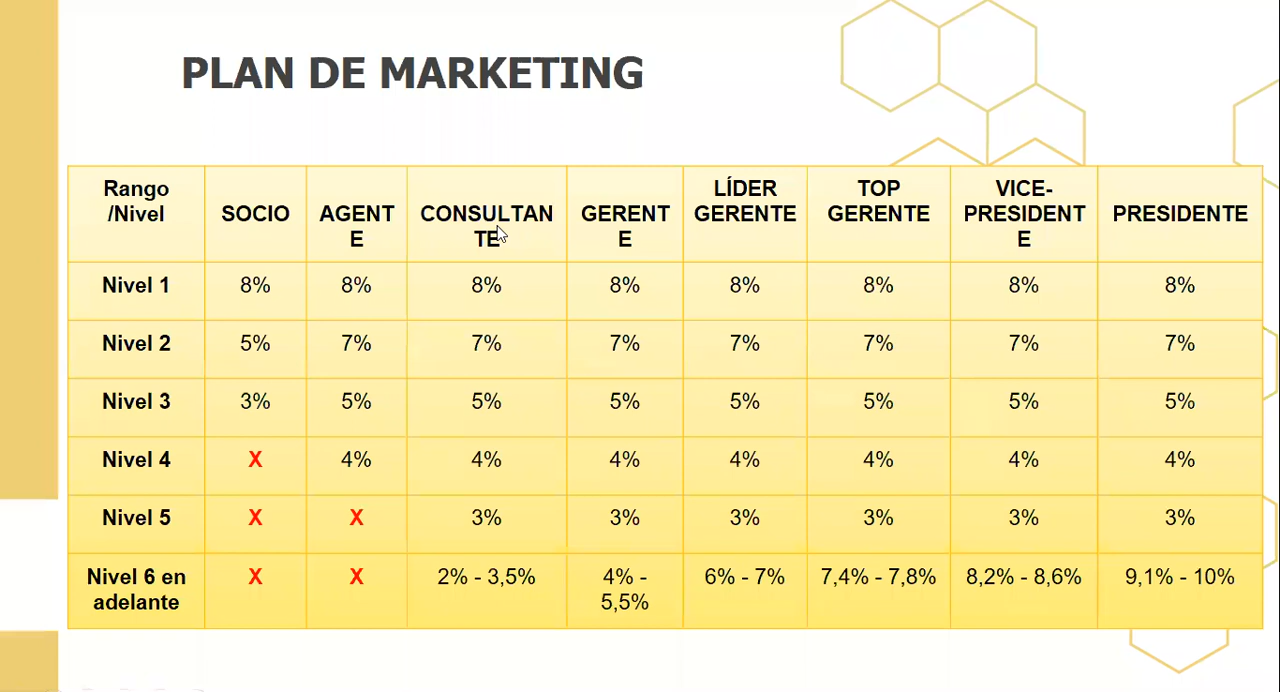 PLAN DE MARKETING
Rango
/Nivel
SOCIO
AGENT
E
CONSULTAN
TE
GERENT
E
LÍDER
GERENTE
TOP
GERENTE
VICE-
PRESIDENT
E
PRESIDENTE
Nivel 1 8% 8% 8% 8% 8% 8% 8% 8%
Nivel 2 5% 7% 7% 7% 7% 7% 7% 7%
Nivel 3 3% 5% 5% 5% 5% 5% 5% 5%
Nivel 4 X 4% 4% 4% 4% 4% 4% 4%
Nivel 5 X X 3% 3% 3% 3% 3% 3%
Nivel 6 en
adelante
X X 2% - 3,5%
4% -
5,5%
6% - 7% 7,4% - 7,8% 8,2% - 8,6% 9,1% - 10%